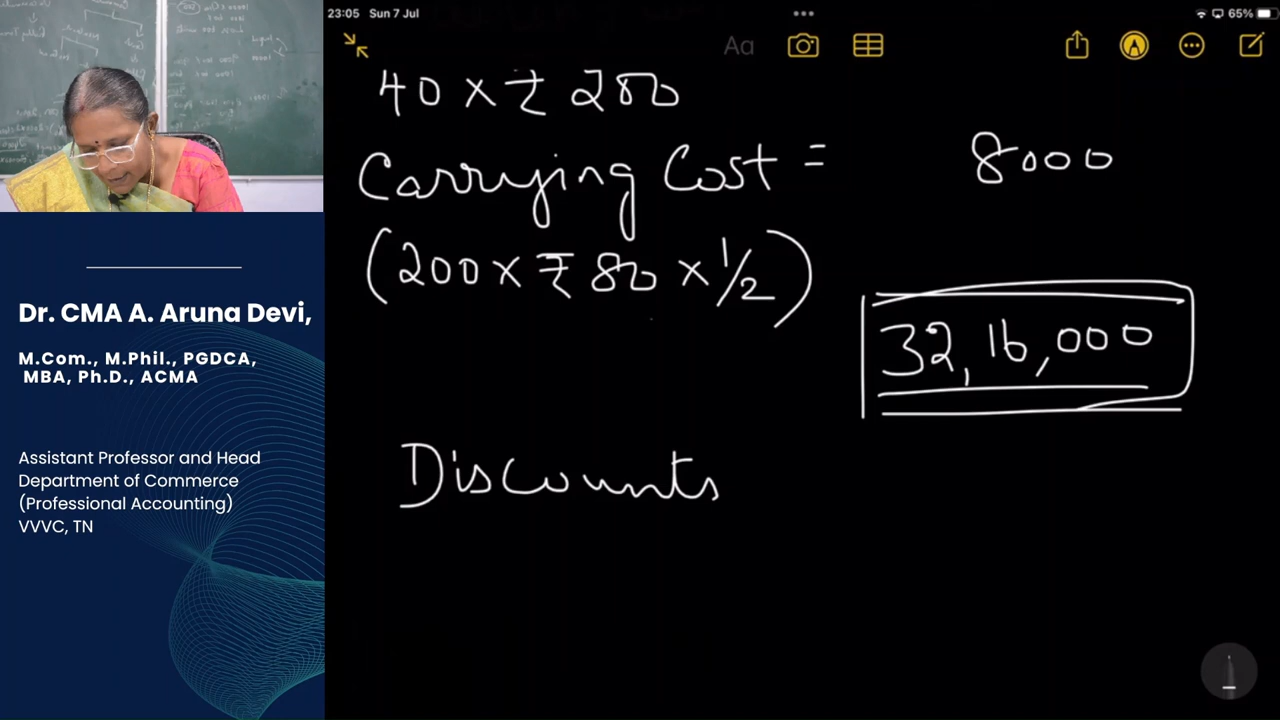 23:05 Sun 7 Jul
65%
Aa
40 x ₹ 200
Carrying Cost = 8000
(200 x ₹ 80 x 1/2)
32,16,000
Discounts
Dr. CMA A. Aruna Devi,
M.Com., M.Phil., PGDCA,
MBA, Ph.D., ACMA
Assistant Professor and Head
Department of Commerce
(Professional Accounting)
VVVC, TN